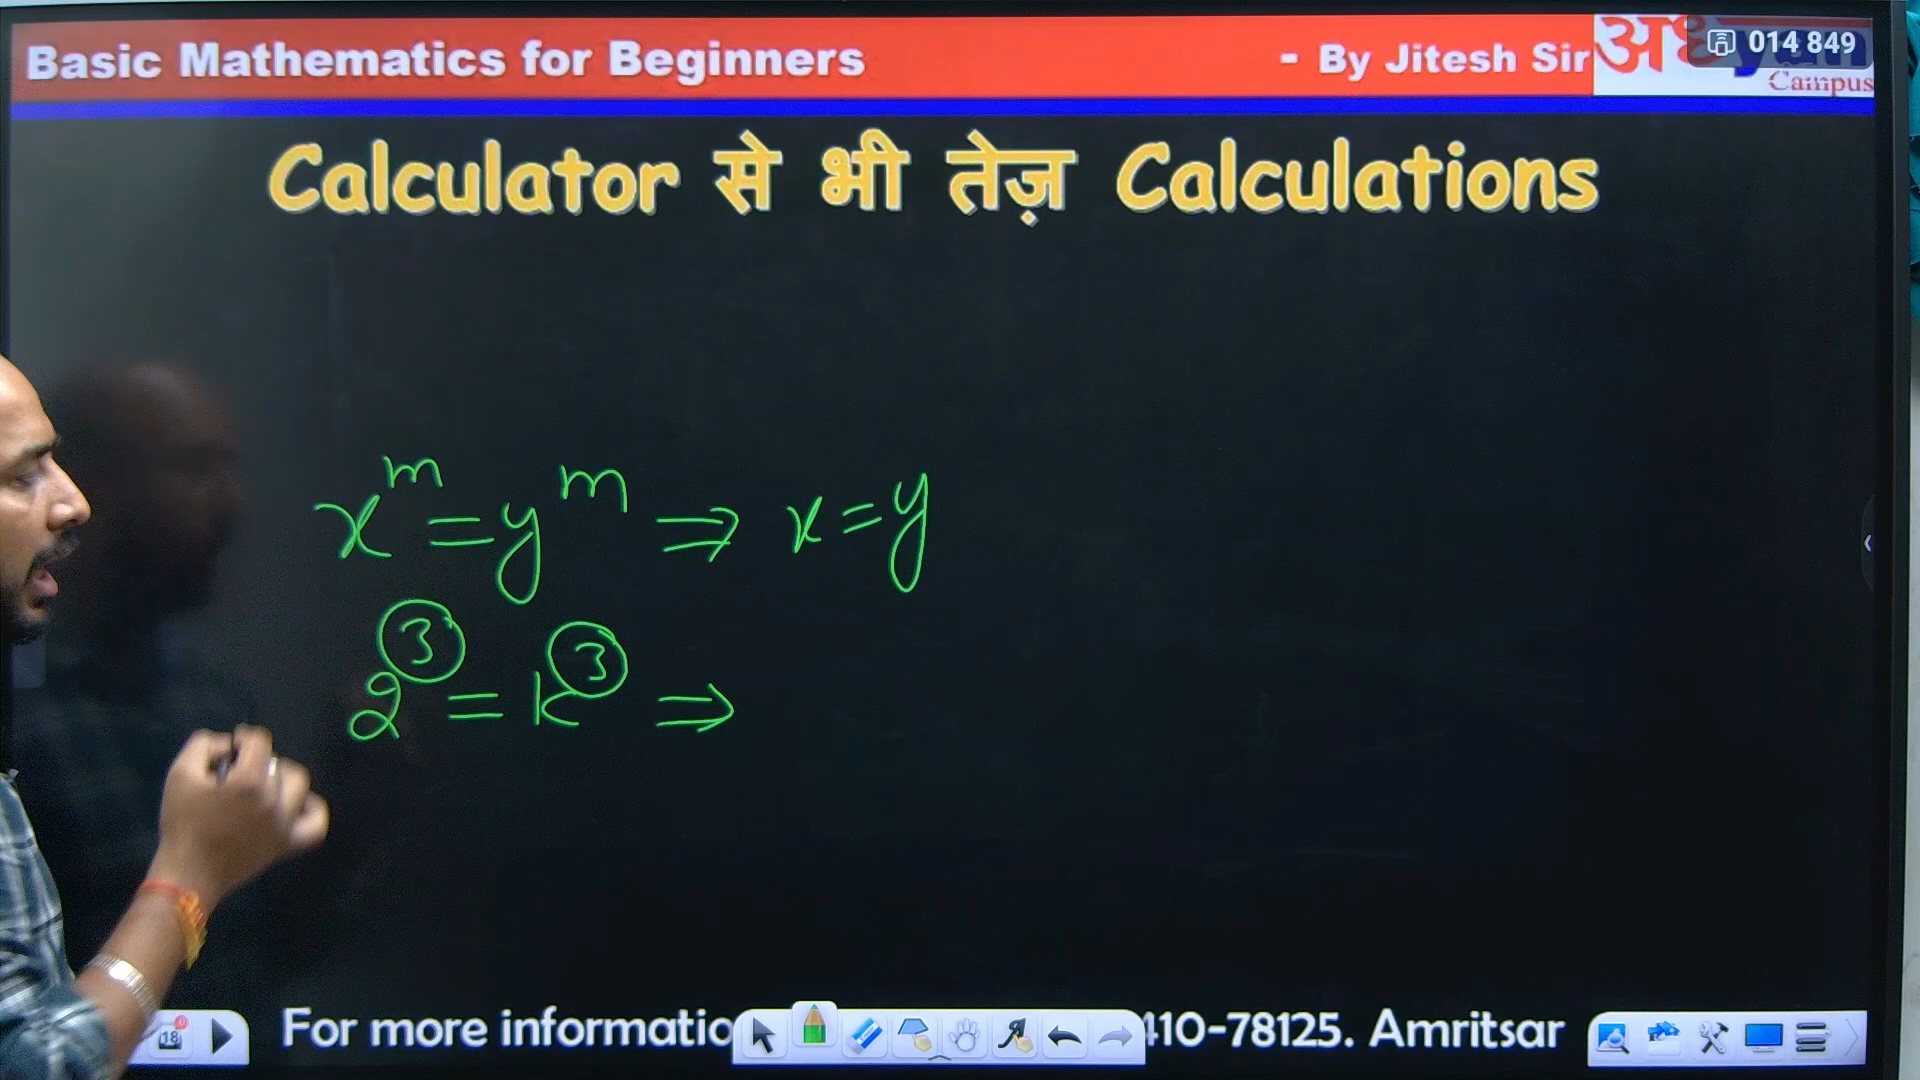 Basic Mathematics for Beginners - By Jitesh Sir
014 849
Campus
Calculator से भी तेज़ Calculations
x^m = y^m ⇒ x = y
2^3 = k^3 ⇒
18
For more informatio 410-78125. Amritsar